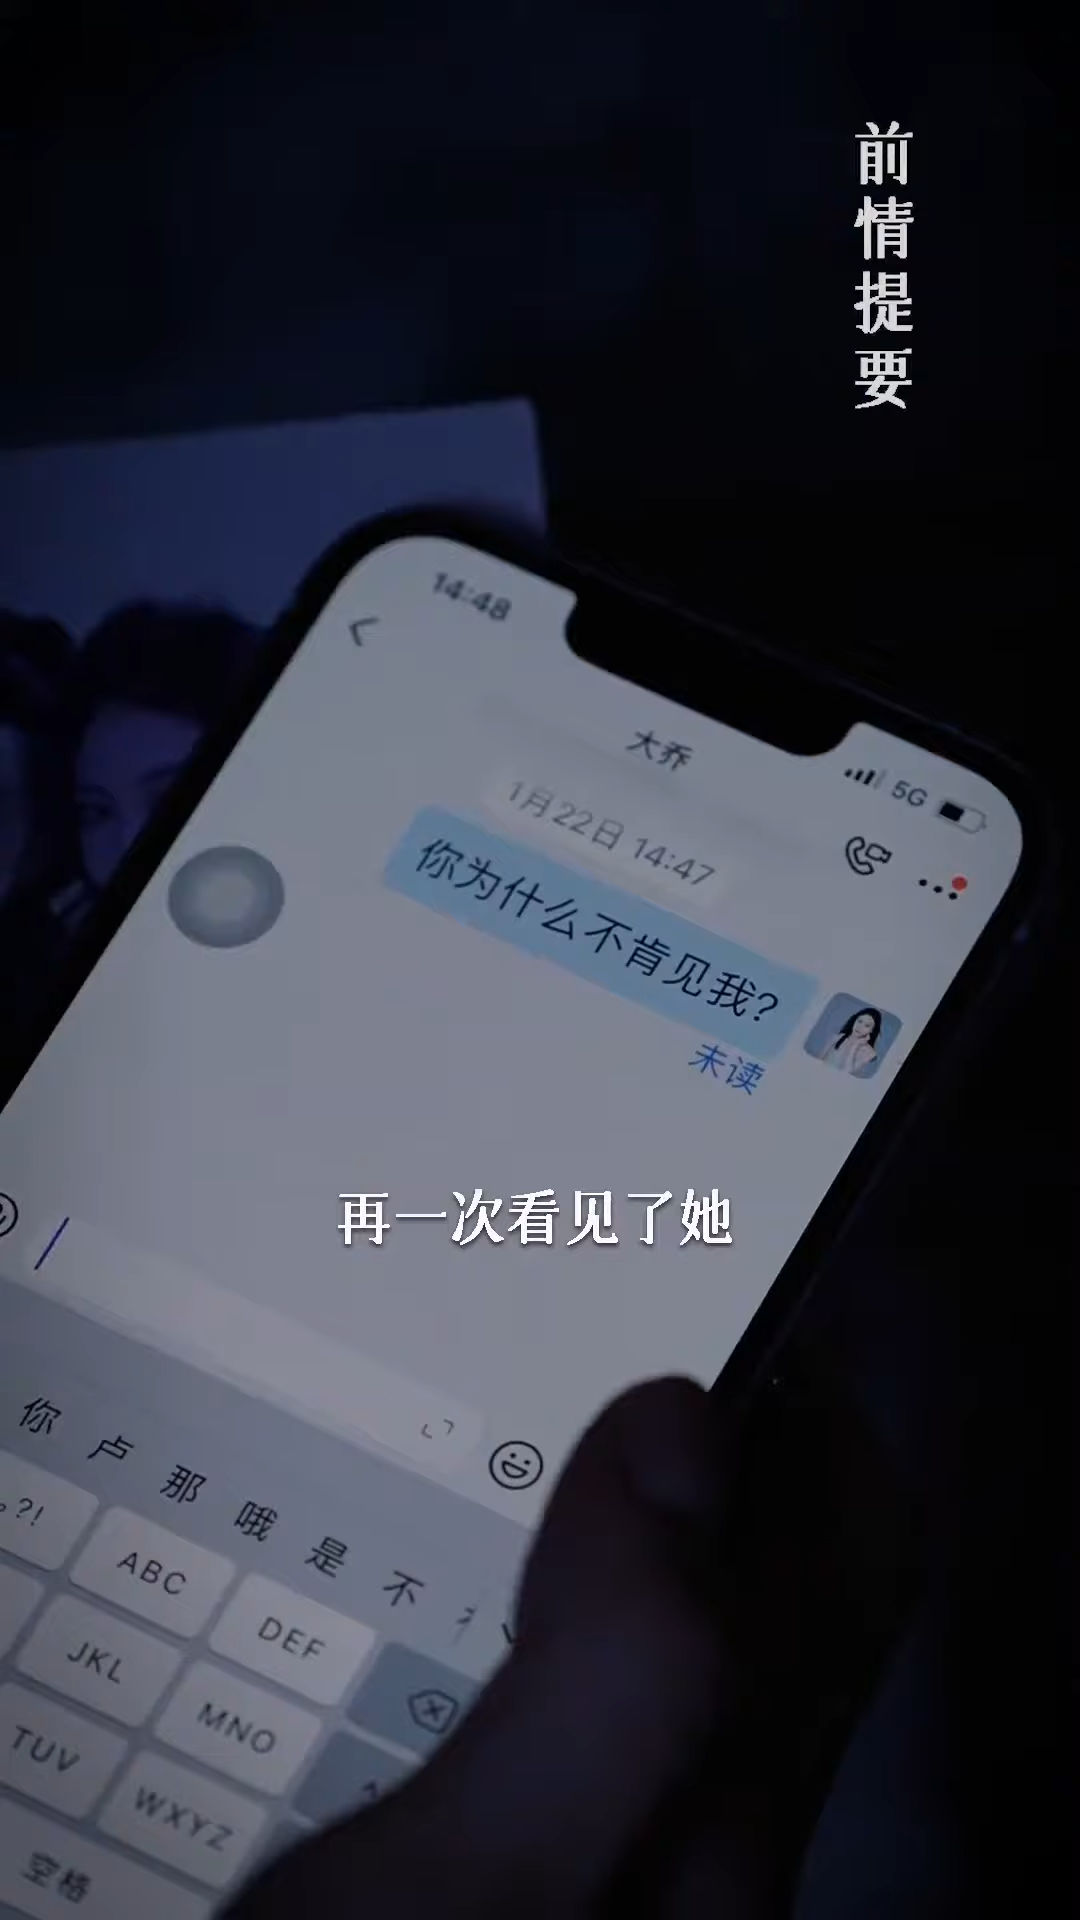 前情提要
14:48
5G
大乔
1月22日 14:47
你为什么不肯见我?
未读
再一次看见了她
你 卢 那 哦 是 不
。?!
ABC
DEF
JKL
MNO
TUV
WXYZ
空格